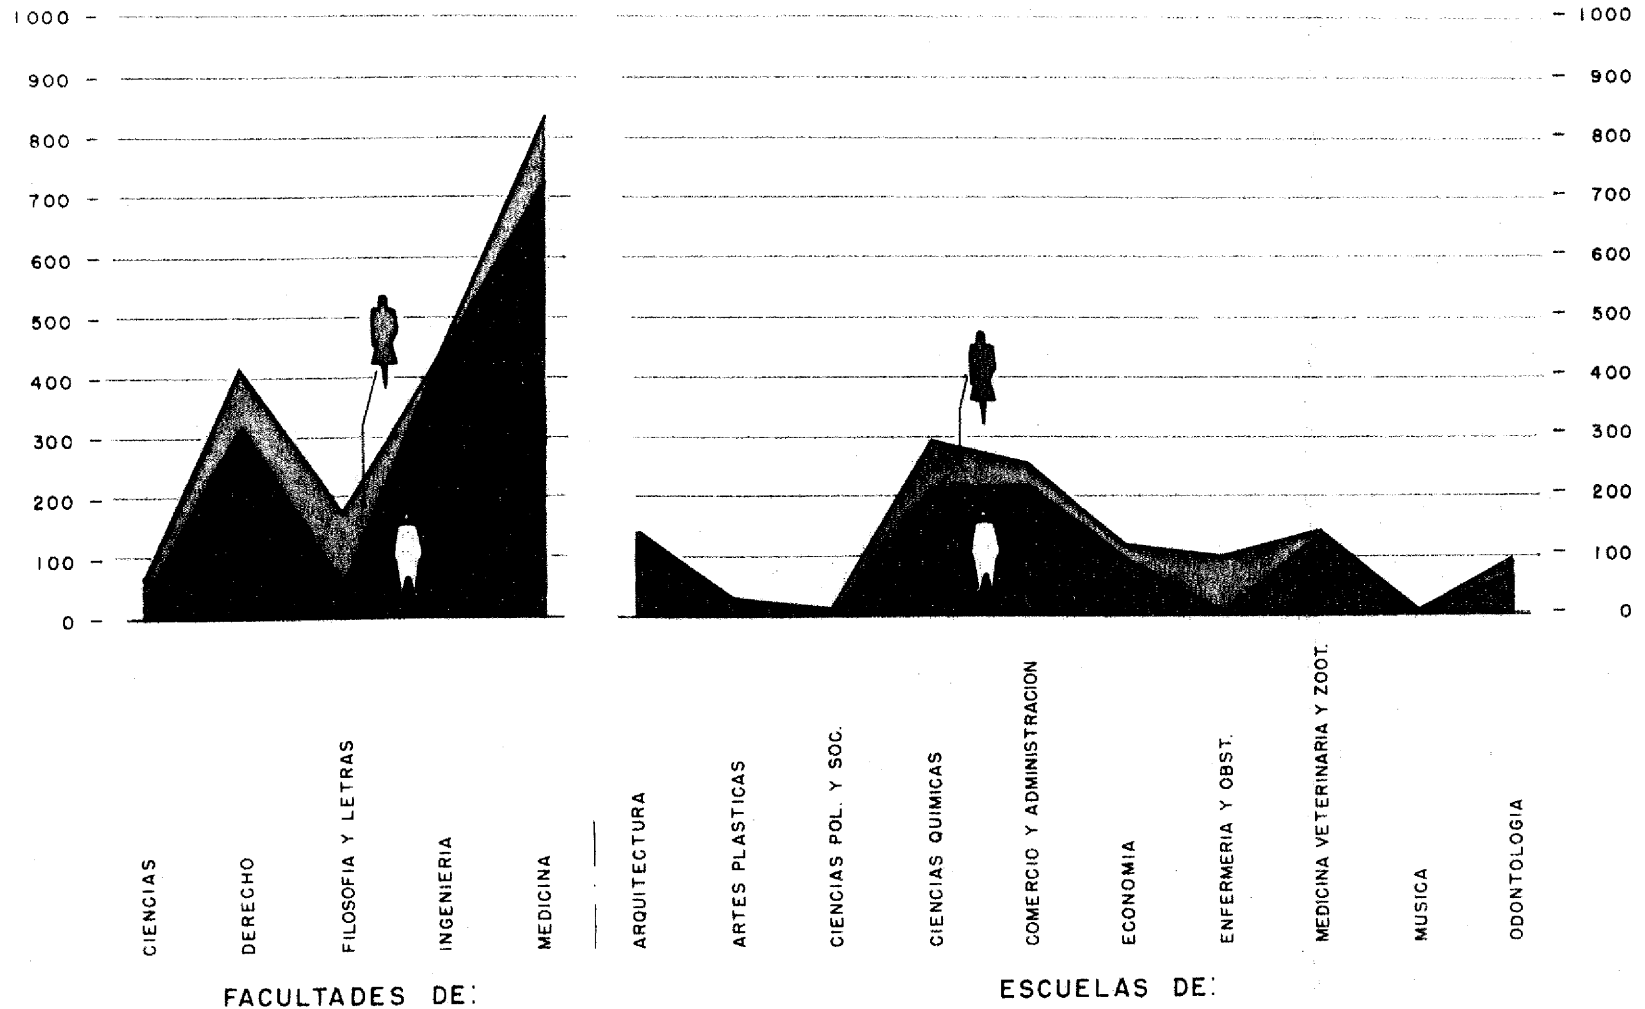 1000
900
800
700
600
500
400
300
200
100
0
1000
900
800
700
600
500
400
300
200
100
0
CIENCIAS
DERECHO
FILOSOFIA Y LETRAS
INGENIERIA
MEDICINA
ARQUITECTURA
ARTES PLASTICAS
CIENCIAS POL. Y SOC.
CIENCIAS QUIMICAS
COMERCIO Y ADMINISTRACION
ECONOMIA
ENFERMERIA Y OBST.
MEDICINA VETERINARIA Y ZOOT.
MUSICA
ODONTOLOGIA
FACULTADES DE:
ESCUELAS DE: